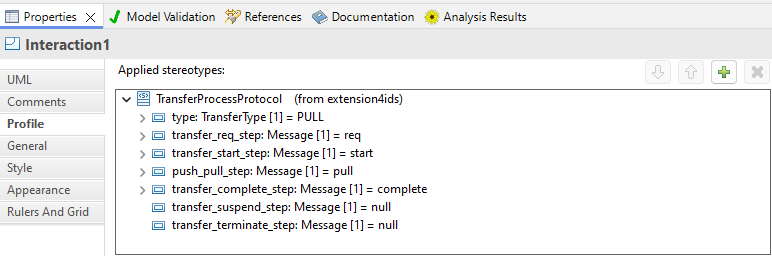 Properties Model Validation References Documentation Analysis Results
Interaction1
UML
Comments
Profile
General
Style
Appearance
Rulers And Grid
Applied stereotypes:
TransferProcessProtocol (from extension4ids)
type: TransferType [1] = PULL
transfer_req_step: Message [1] = req
transfer_start_step: Message [1] = start
push_pull_step: Message [1] = pull
transfer_complete_step: Message [1] = complete
transfer_suspend_step: Message [1] = null
transfer_terminate_step: Message [1] = null